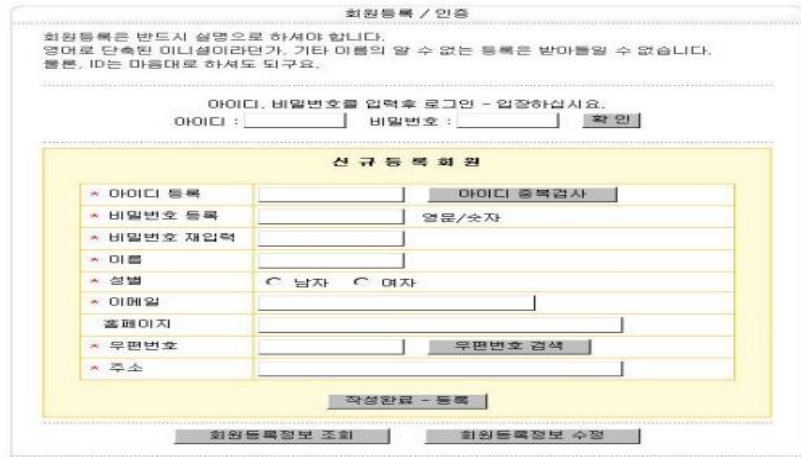 회원등록 / 인증
회원등록은 반드시 실명으로 하셔야 합니다.
영어로 단축된 이니셜이라던가, 기타 이름의 알 수 없는 등록은 받아들일 수 없습니다.
물론, ID는 마음대로 하셔도 되구요.
아이디, 비밀번호를 입력후 로그인 - 입장하십시요.
아이디 : 비밀번호 : 확 인
신 규 등 록 회 원
* 아이디 등록 아이디 중복검사
* 비밀번호 등록 영문/숫자
* 비밀번호 재입력
* 이름
* 성별 남자 여자
* 이메일
홈페이지
* 우편번호 우편번호 검색
* 주소
작성완료 - 등록
회원등록정보 조회 회원등록정보 수정